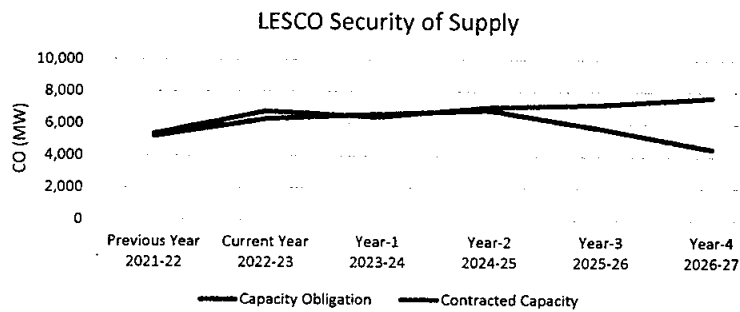 LESCO Security of Supply
10,000
8,000
6,000
4,000
2,000
0
CO (MW)
Previous Year Current Year Year-1 Year-2 Year-3 Year-4
2021-22 2022-23 2023-24 2024-25 2025-26 2026-27
Capacity Obligation Contracted Capacity